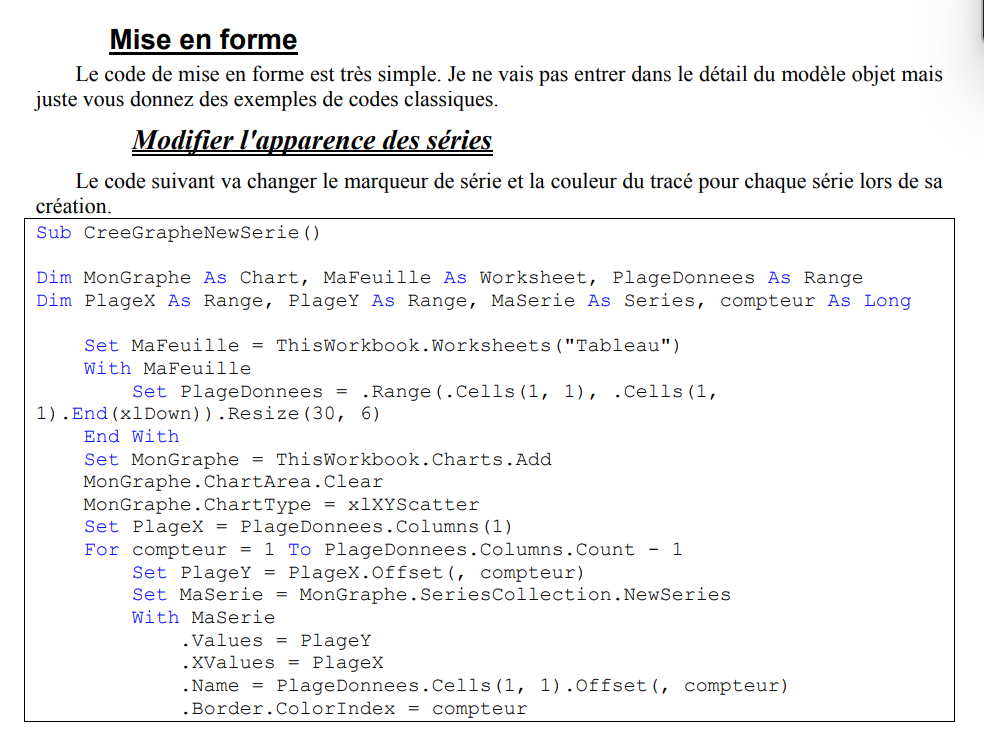 Mise en forme
Le code de mise en forme est très simple. Je ne vais pas entrer dans le détail du modèle objet mais
juste vous donnez des exemples de codes classiques.
Modifier l'apparence des séries
Le code suivant va changer le marqueur de série et la couleur du tracé pour chaque série lors de sa
création.
Sub CreeGrapheNewSerie()
Dim MonGraphe As Chart, MaFeuille As Worksheet, PlageDonnees As Range
Dim PlageX As Range, PlageY As Range, MaSerie As Series, compteur As Long
Set MaFeuille = ThisWorkbook.Worksheets("Tableau")
With MaFeuille
Set PlageDonnees = .Range(.Cells(1, 1), .Cells(1,
1).End(xlDown)).Resize(30, 6)
End With
Set MonGraphe = ThisWorkbook.Charts.Add
MonGraphe.ChartArea.Clear
MonGraphe.ChartType = xlXYScatter
Set PlageX = PlageDonnees.Columns(1)
For compteur = 1 To PlageDonnees.Columns.Count - 1
Set PlageY = PlageX.Offset(, compteur)
Set MaSerie = MonGraphe.SeriesCollection.NewSeries
With MaSerie
.Values = PlageY
.XValues = PlageX
.Name = PlageDonnees.Cells(1, 1).Offset(, compteur)
.Border.ColorIndex = compteur